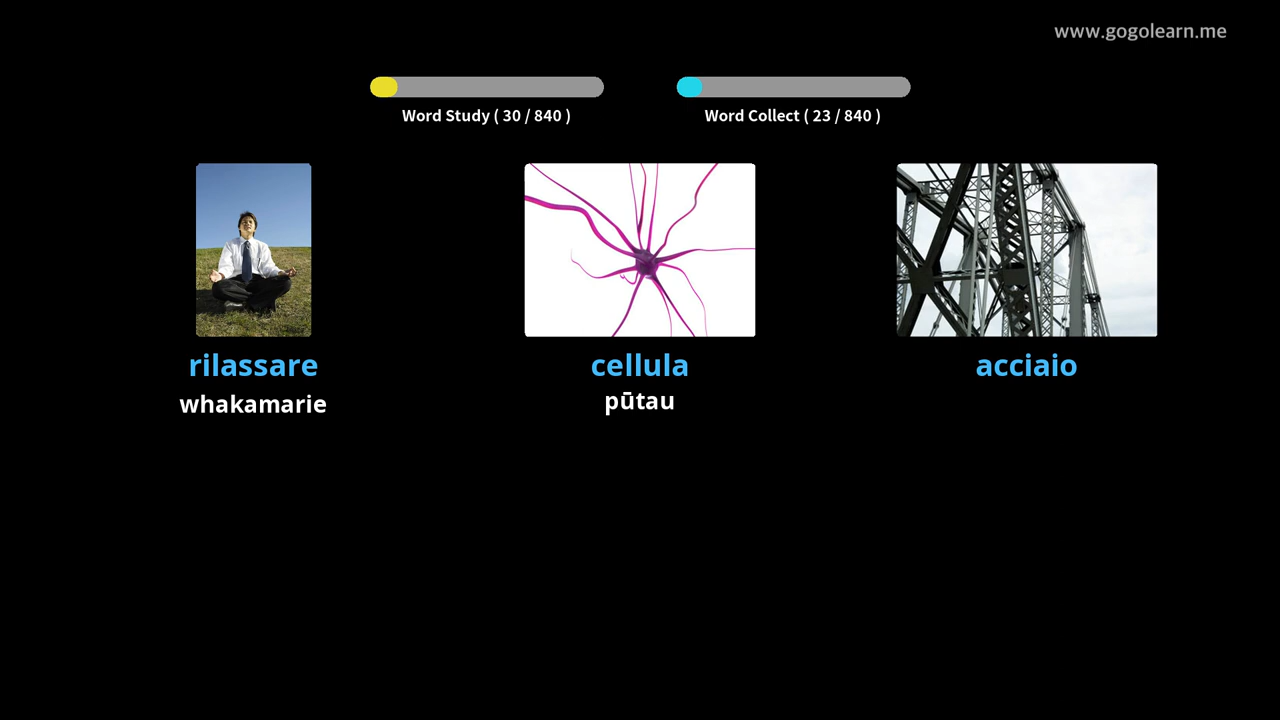 www.gogolearn.me
Word Study ( 30 / 840 )
Word Collect ( 23 / 840 )
rilassare
whakamarie
cellula
pūtau
acciaio